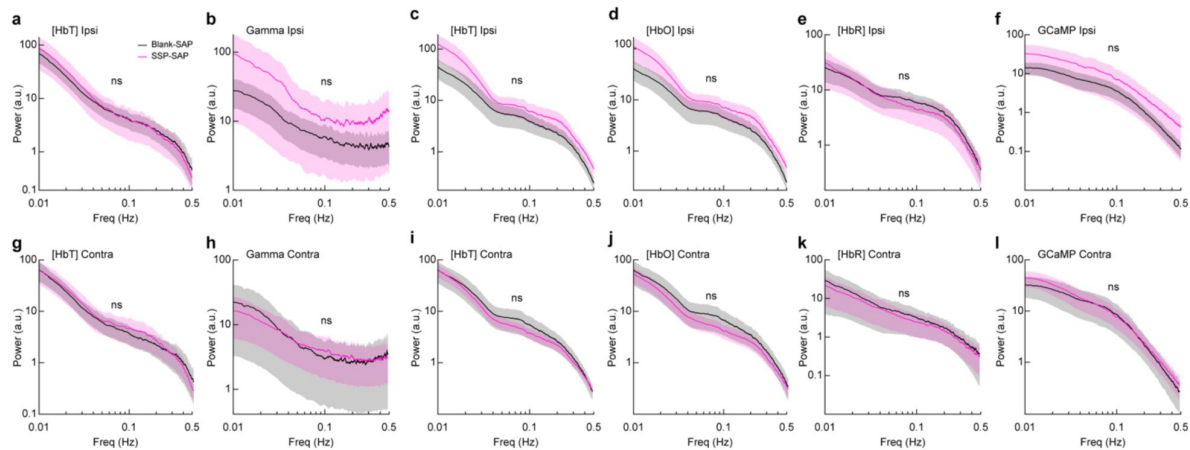 a [HbT] Ipsi
Blank-SAP
SSP-SAP
ns
Power (a.u.)
100
10
1
0.1
0.01 0.1 0.5
Freq (Hz)
b Gamma Ipsi
ns
Power (a.u.)
100
10
1
0.01 0.1 0.5
Freq (Hz)
c [HbT] Ipsi
ns
Power (a.u.)
100
10
1
0.01 0.1 0.5
Freq (Hz)
d [HbO] Ipsi
ns
Power (a.u.)
100
10
1
0.01 0.1 0.5
Freq (Hz)
e [HbR] Ipsi
ns
Power (a.u.)
100
10
1
0.01 0.1 0.5
Freq (Hz)
f GCaMP Ipsi
ns
Power (a.u.)
100
10
1
0.1
0.01 0.1 0.5
Freq (Hz)
g [HbT] Contra
ns
Power (a.u.)
100
10
1
0.1
0.01 0.1 0.5
Freq (Hz)
h Gamma Contra
ns
Power (a.u.)
100
10
1
0.01 0.1 0.5
Freq (Hz)
i [HbT] Contra
ns
Power (a.u.)
100
10
1
0.01 0.1 0.5
Freq (Hz)
j [HbO] Contra
ns
Power (a.u.)
100
10
1
0.01 0.1 0.5
Freq (Hz)
k [HbR] Contra
ns
Power (a.u.)
100
10
1
0.1
0.01 0.1 0.5
Freq (Hz)
l GCaMP Contra
ns
Power (a.u.)
100
10
1
0.01 0.1 0.5
Freq (Hz)